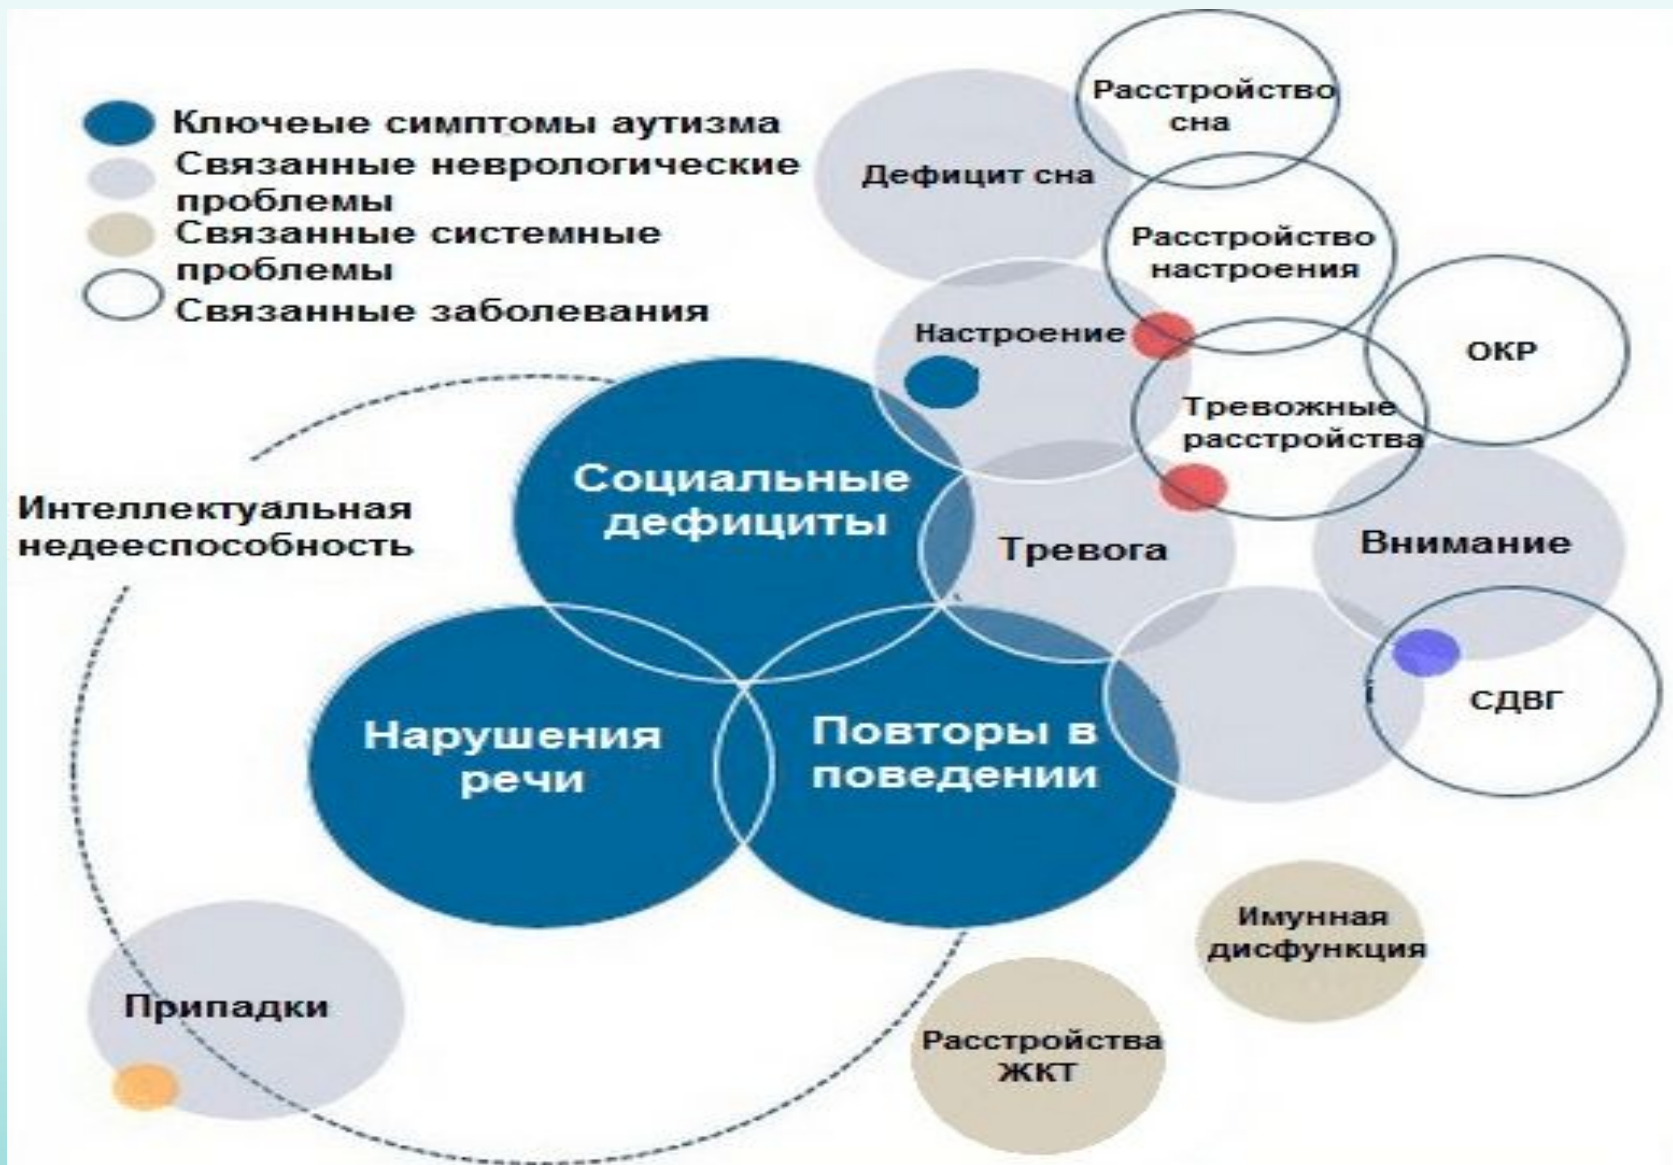 Ключеые симптомы аутизма
Связанные неврологические
проблемы
Связанные системные
проблемы
Связанные заболевания
Расстройство
сна
Дефицит сна
Расстройство
настроения
Настроение
ОКР
Тревожные
расстройства
Социальные
дефициты
Интеллектуальная
недееспособность
Тревога
Внимание
СДВГ
Нарушения
речи
Повторы в
поведении
Имунная
дисфункция
Припадки
Расстройства
ЖКТ